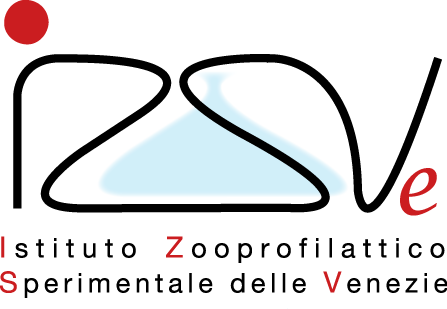 iZSVe
Istituto Zooprofilattico
Sperimentale delle Venezie